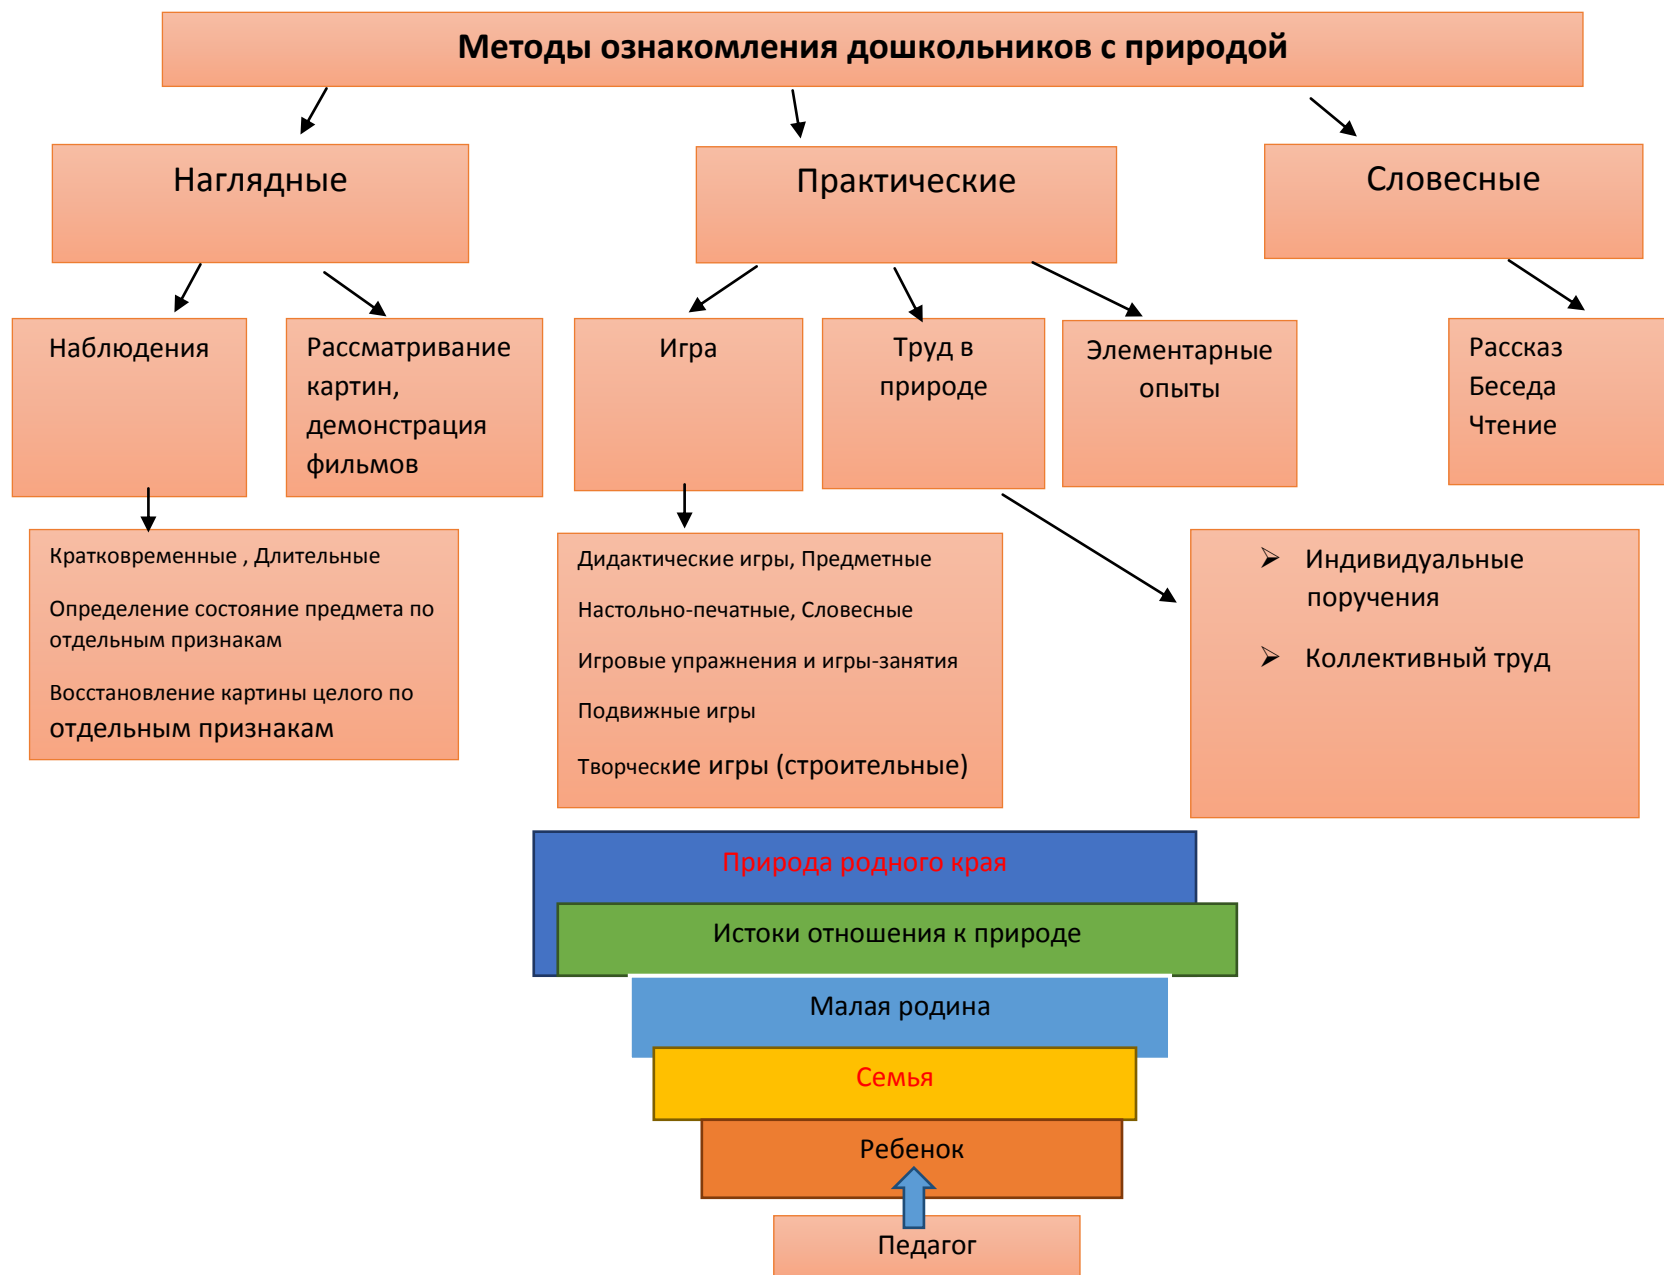 Методы ознакомления дошкольников с природой
Наглядные
Практические
Словесные
Наблюдения
Рассматривание
картин,
демонстрация
фильмов
Игра
Труд в
природе
Элементарные
опыты
Рассказ
Беседа
Чтение
Кратковременные , Длительные
Определение состояние предмета по
отдельным признакам
Восстановление картины целого по
отдельным признакам
Дидактические игры, Предметные
Настольно-печатные, Словесные
Игровые упражнения и игры-занятия
Подвижные игры
Творческие игры (строительные)
➢ Индивидуальные
поручения
➢ Коллективный труд
Природа родного края
Истоки отношения к природе
Малая родина
Семья
Ребенок
Педагог